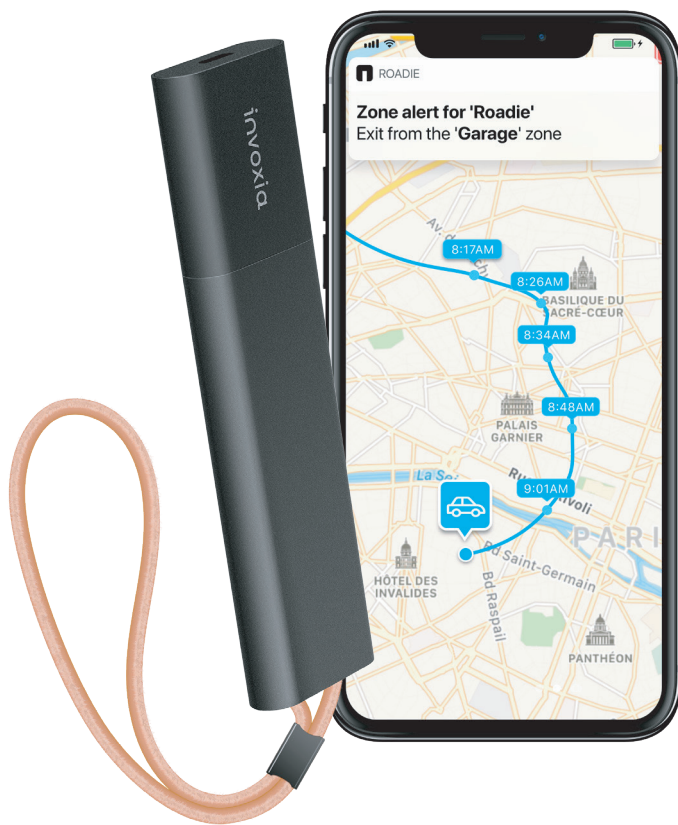 invoxia
ROADIE
Zone alert for 'Roadie'
Exit from the 'Garage' zone
8:17AM
8:26AM
BASILIQUE DU
SACRÉ-CŒUR
8:34AM
8:48AM
PALAIS
GARNIER
La
9:01AM
PARI
Bd Saint-Germain
HÔTEL DES
INVALIDES
Bd Raspail
PANTHÉON